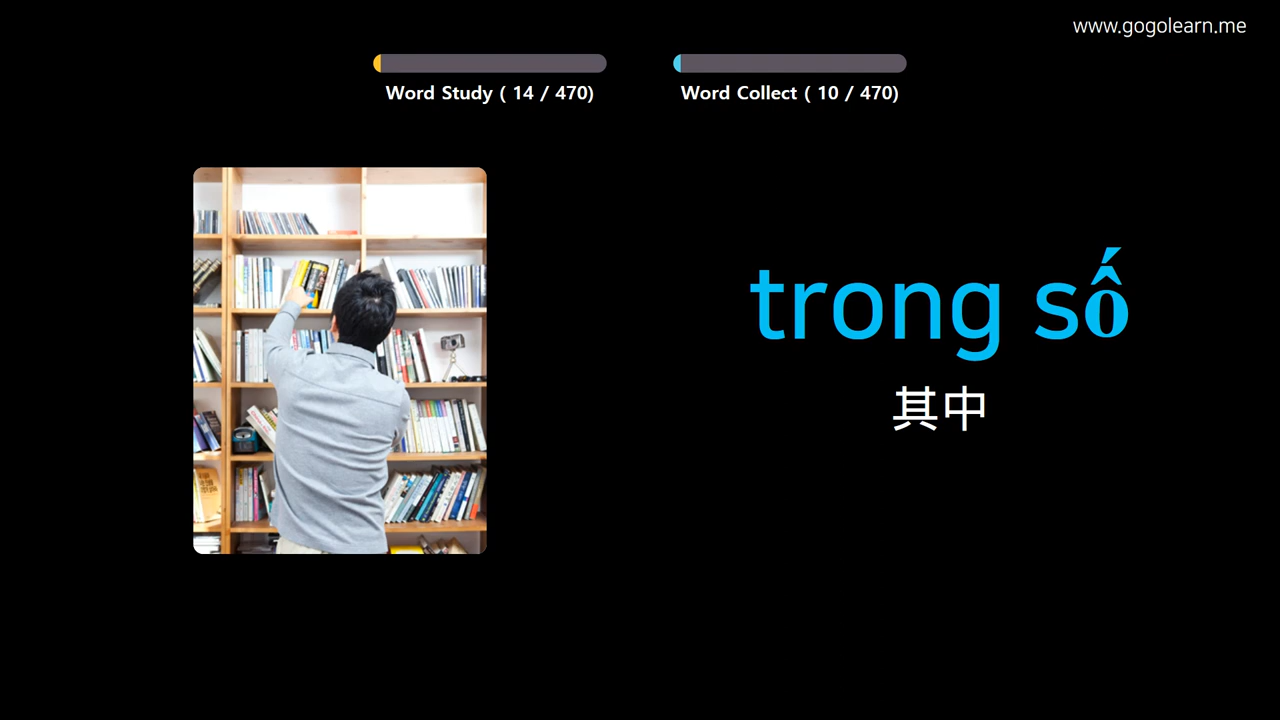 www.gogolearn.me
Word Study ( 14 / 470)
Word Collect ( 10 / 470)
trong số
其中